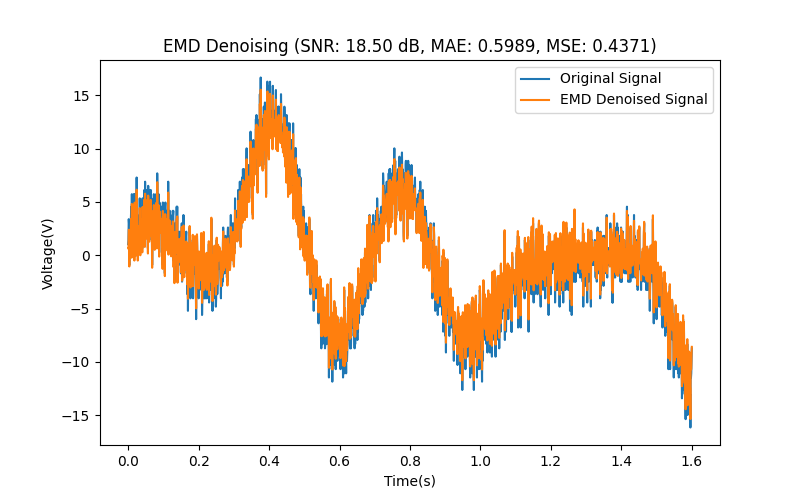 EMD Denoising (SNR: 18.50 dB, MAE: 0.5989, MSE: 0.4371)
Original Signal
EMD Denoised Signal
15
10
5
0
−5
−10
−15
Voltage(V)
0.0 0.2 0.4 0.6 0.8 1.0 1.2 1.4 1.6
Time(s)